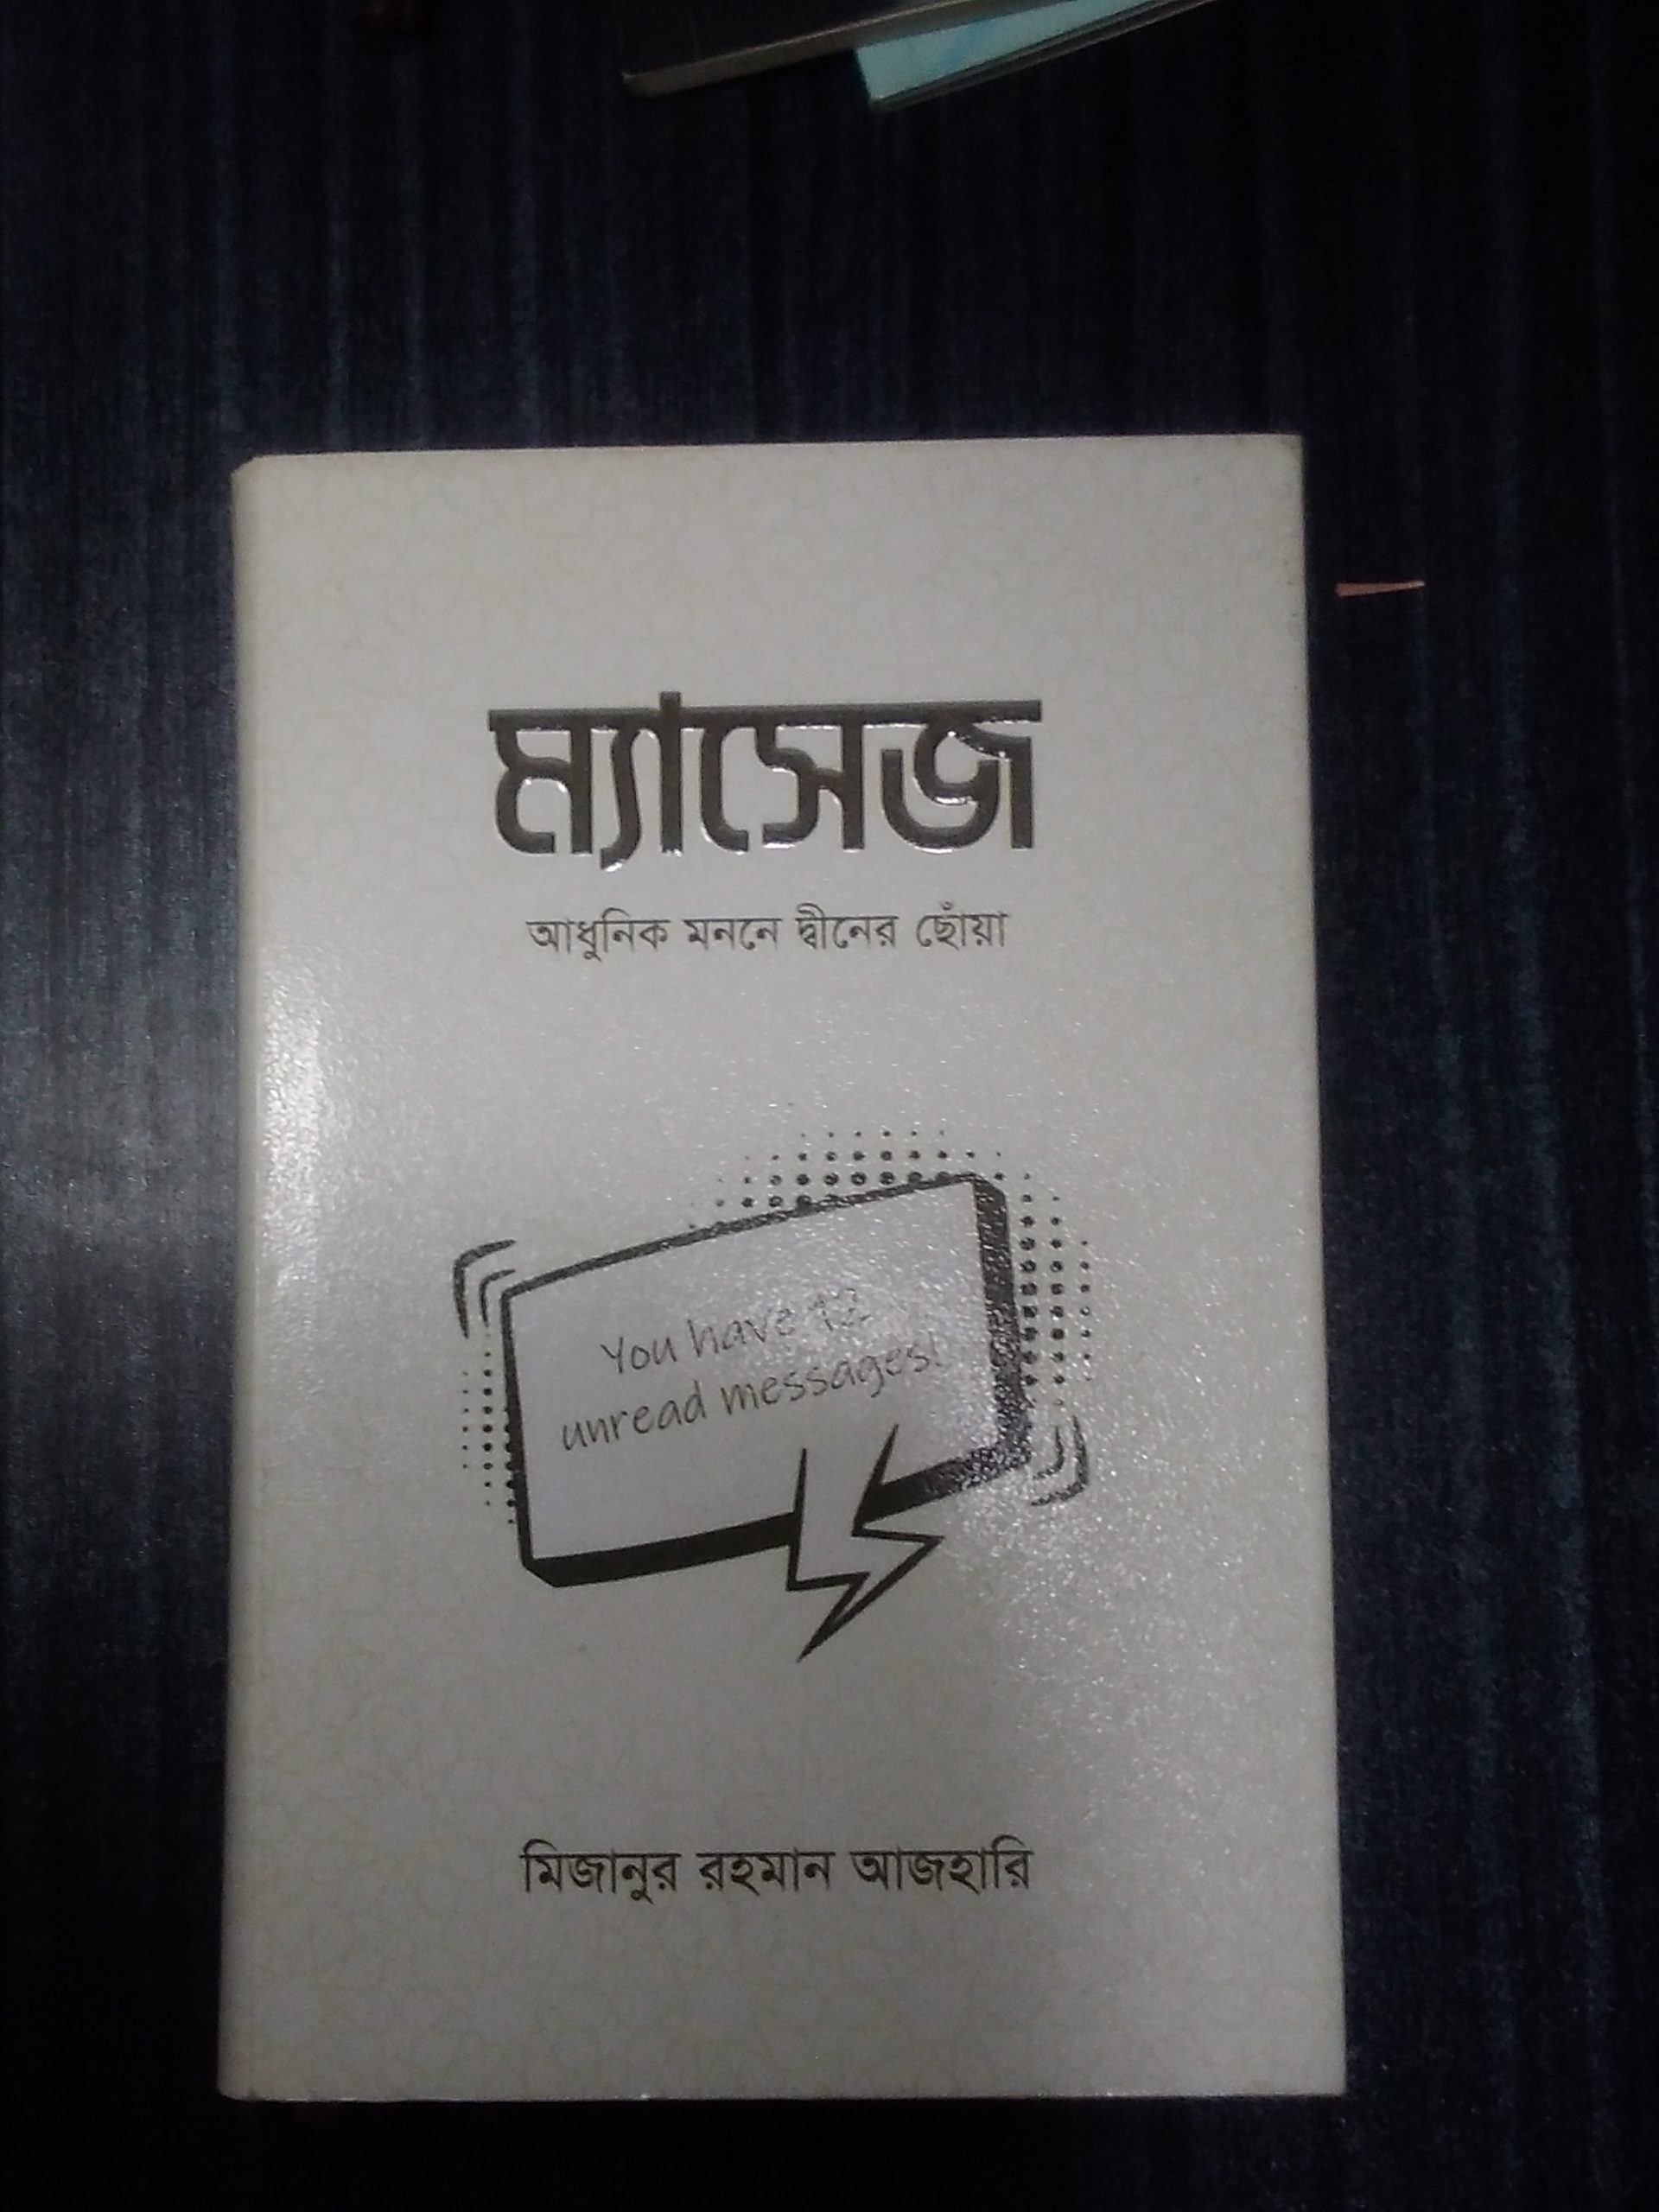 ম্যাসেজ
আধুনিক মননে দ্বীনের ছোঁয়া
You have 12
unread messages!
মিজানুর রহমান আজহারি